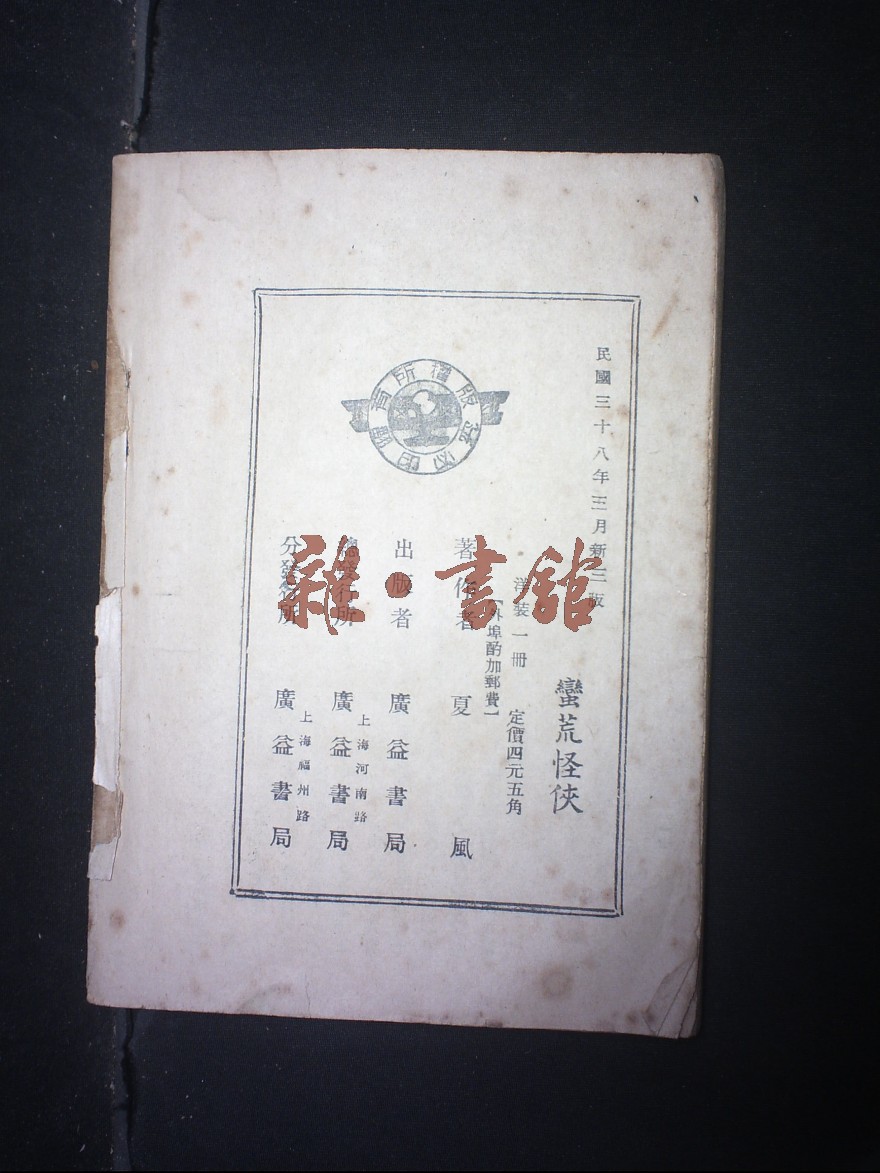 民國三十八年三月新三版
蠻荒怪俠
洋裝一冊 定價四元五角
【外埠酌加郵費】
著作者 夏風
出版者 廣益書局
總發行所 上海河南路 廣益書局
分發行所 上海福州路 廣益書局
版權所有
翻印必究
雜·書館